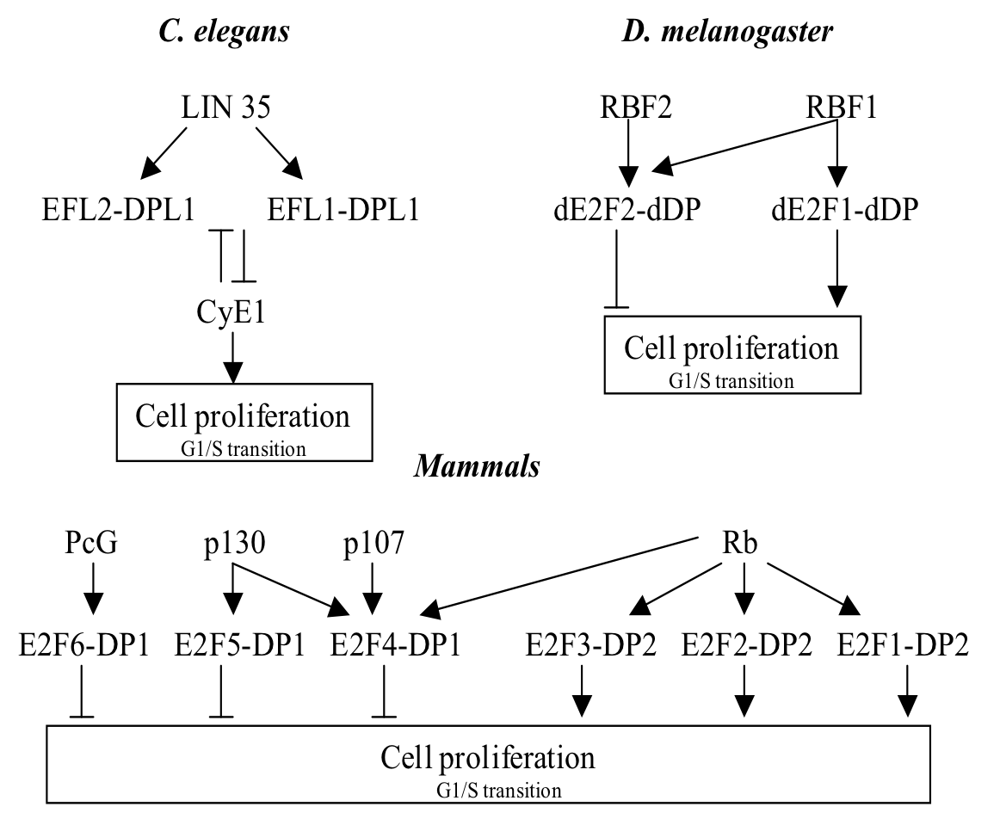 C. elegans
D. melanogaster
LIN 35
RBF2
RBF1
EFL2-DPL1
EFL1-DPL1
dE2F2-dDP
dE2F1-dDP
CyE1
Cell proliferation
G1/S transition
Cell proliferation
G1/S transition
Mammals
PcG
p130
p107
Rb
E2F6-DP1
E2F5-DP1
E2F4-DP1
E2F3-DP2
E2F2-DP2
E2F1-DP2
Cell proliferation
G1/S transition